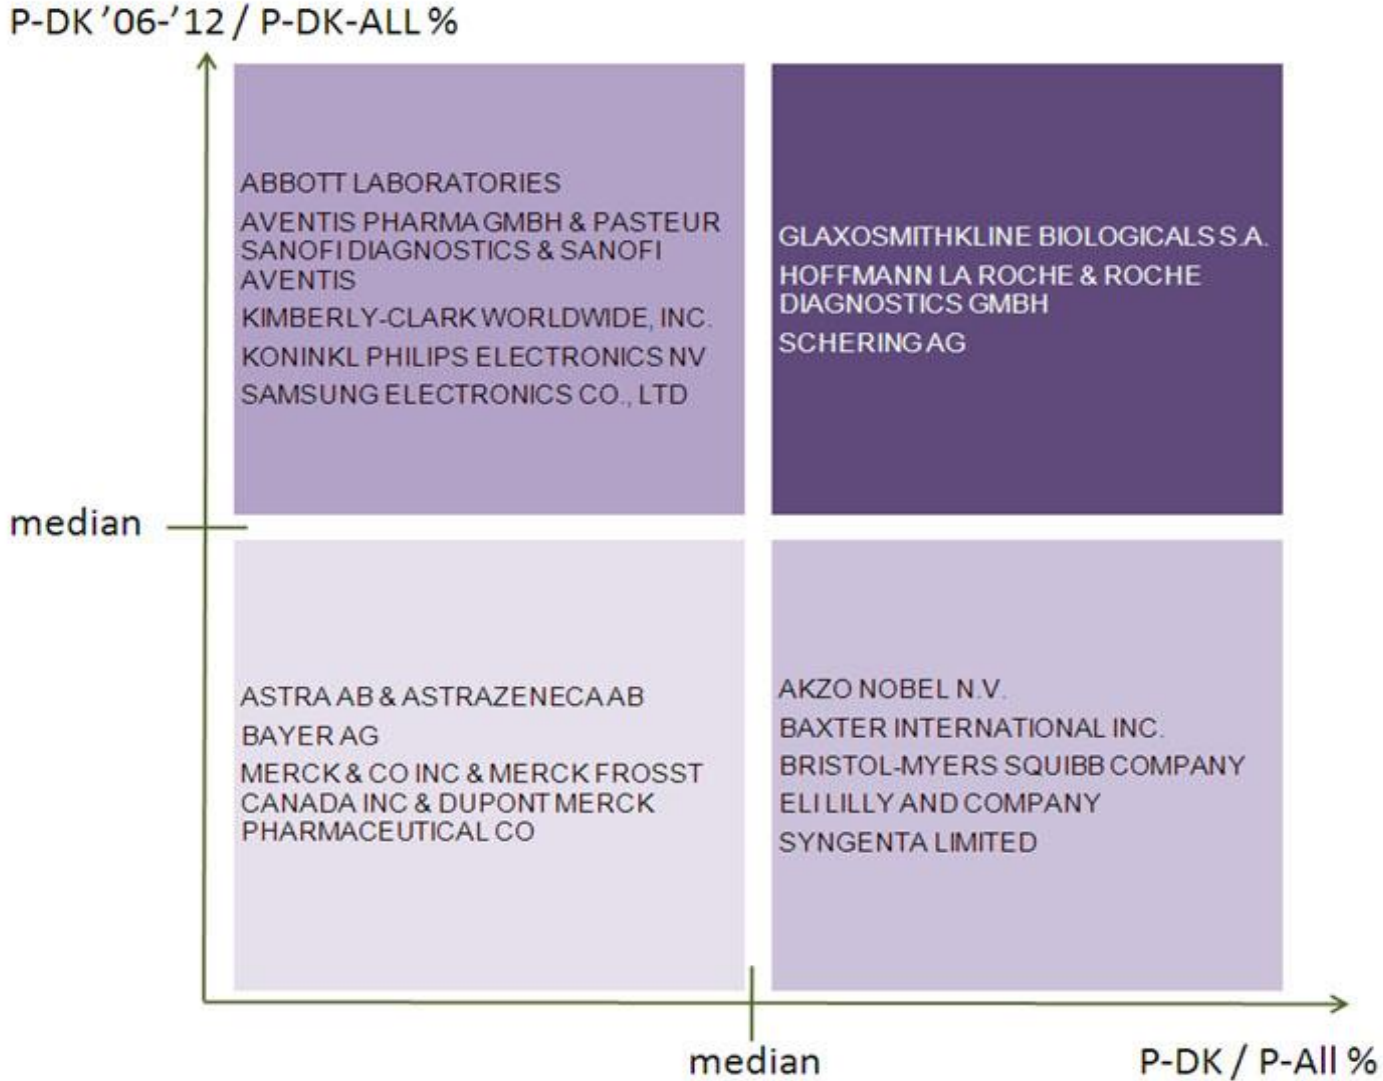 P-DK '06-'12 / P-DK-ALL %
ABBOTT LABORATORIES
AVENTIS PHARMA GMBH & PASTEUR
SANOFI DIAGNOSTICS & SANOFI
AVENTIS
KIMBERLY-CLARK WORLDWIDE, INC.
KONINKL PHILIPS ELECTRONICS NV
SAMSUNG ELECTRONICS CO., LTD
GLAXOSMITHKLINE BIOLOGICALS S.A.
HOFFMANN LA ROCHE & ROCHE
DIAGNOSTICS GMBH
SCHERING AG
median
ASTRA AB & ASTRAZENECA AB
BAYER AG
MERCK & CO INC & MERCK FROSST
CANADA INC & DUPONT MERCK
PHARMACEUTICAL CO
AKZO NOBEL N.V.
BAXTER INTERNATIONAL INC.
BRISTOL-MYERS SQUIBB COMPANY
ELI LILLY AND COMPANY
SYNGENTA LIMITED
median
P-DK / P-All %